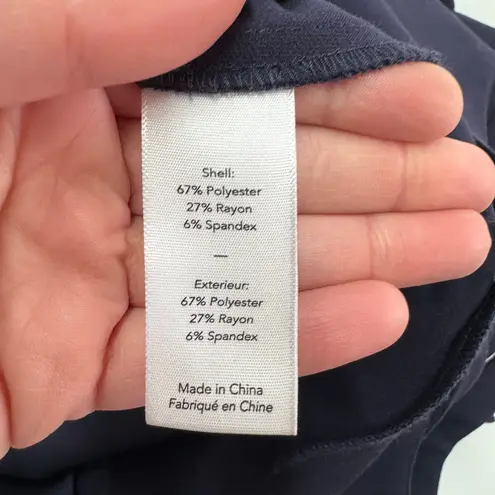 Shell:
67% Polyester
27% Rayon
6% Spandex
—
Exterieur:
67% Polyester
27% Rayon
6% Spandex
Made in China
Fabriqué en Chine